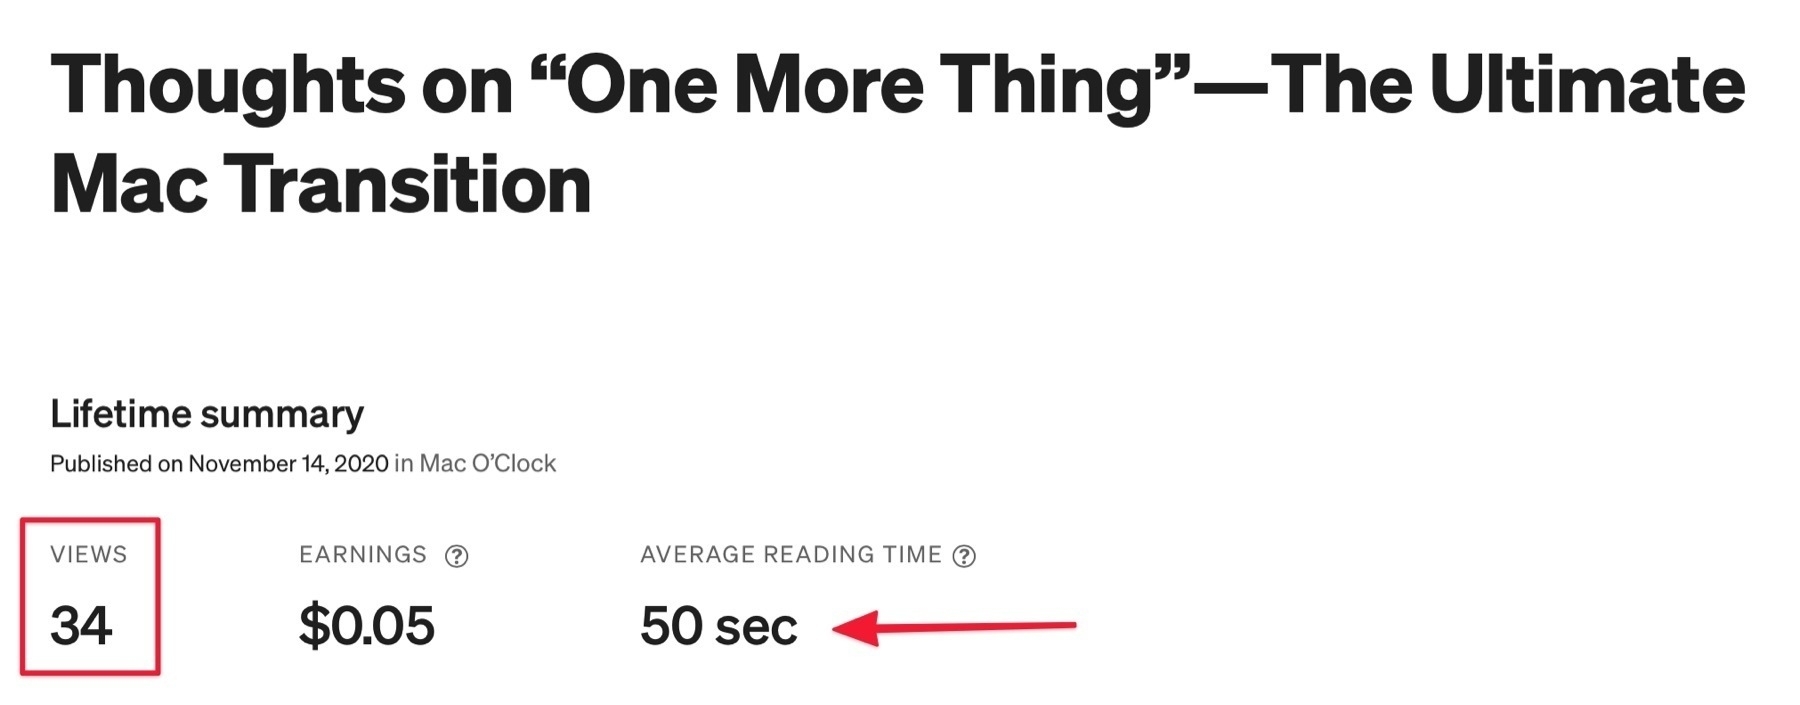 Thoughts on “One More Thing”—The Ultimate
Mac Transition
Lifetime summary
Published on November 14, 2020 in Mac O’Clock
VIEWS EARNINGS ? AVERAGE READING TIME ?
34 $0.05 50 sec